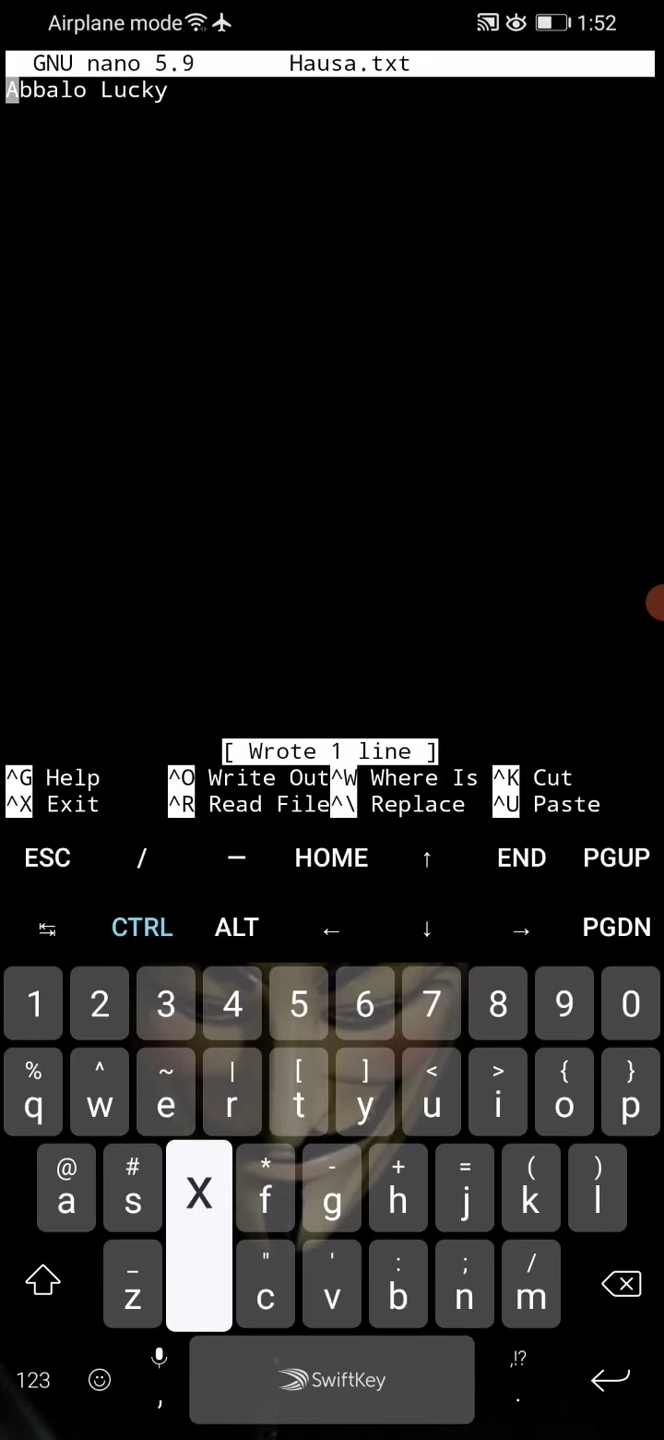 Airplane mode 1:52
GNU nano 5.9 Hausa.txt
Abbalo Lucky
[ Wrote 1 line ]
^G Help ^O Write Out ^W Where Is ^K Cut
^X Exit ^R Read File ^\ Replace ^U Paste
ESC / — HOME ↑ END PGUP
↹ CTRL ALT ← ↓ → PGDN
1 2 3 4 5 6 7 8 9 0
% ^ ~ | [ ] < > { }
q w e r t y u i o p
@ # * - + = ( )
a s X f g h j k l
_ " ' : ; /
z c v b n m
,!?
123 , SwiftKey .